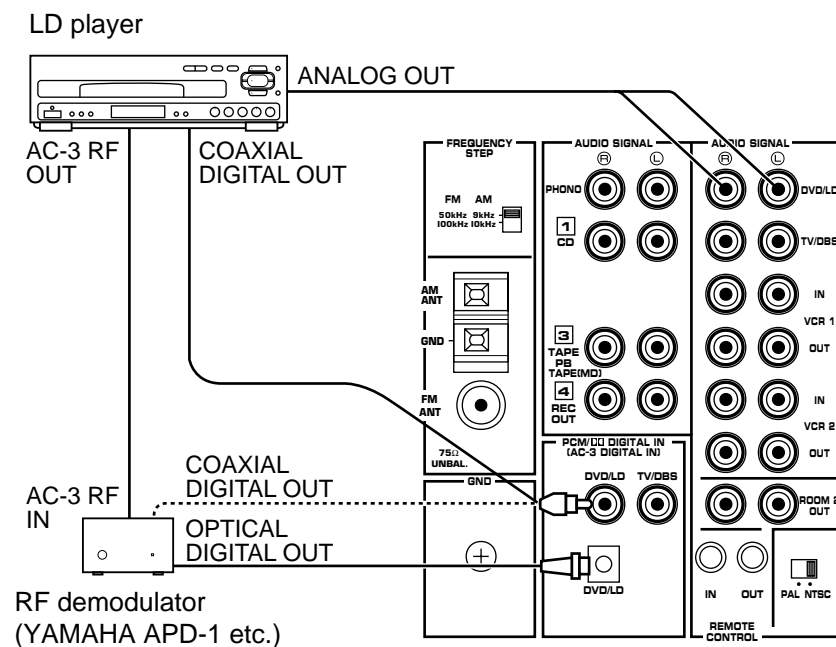 LD player
ANALOG OUT
AC-3 RF
OUT
COAXIAL
DIGITAL OUT
FREQUENCY
STEP
FM AM
50kHz 9kHz
100kHz 10kHz
AM
ANT
GND
FM
ANT
75Ω
UNBAL.
GND
AUDIO SIGNAL
R L
PHONO
1
CD
3
TAPE
PB
TAPE(MD)
4
REC
OUT
AUDIO SIGNAL
R L
DVD/LD
TV/DBS
IN
VCR 1
OUT
IN
VCR 2
OUT
ROOM 2
OUT
PCM/DD DIGITAL IN
(AC-3 DIGITAL IN)
DVD/LD TV/DBS
DVD/LD
IN OUT
REMOTE
CONTROL
PAL NTSC
COAXIAL
DIGITAL OUT
AC-3 RF
IN
OPTICAL
DIGITAL OUT
RF demodulator
(YAMAHA APD-1 etc.)